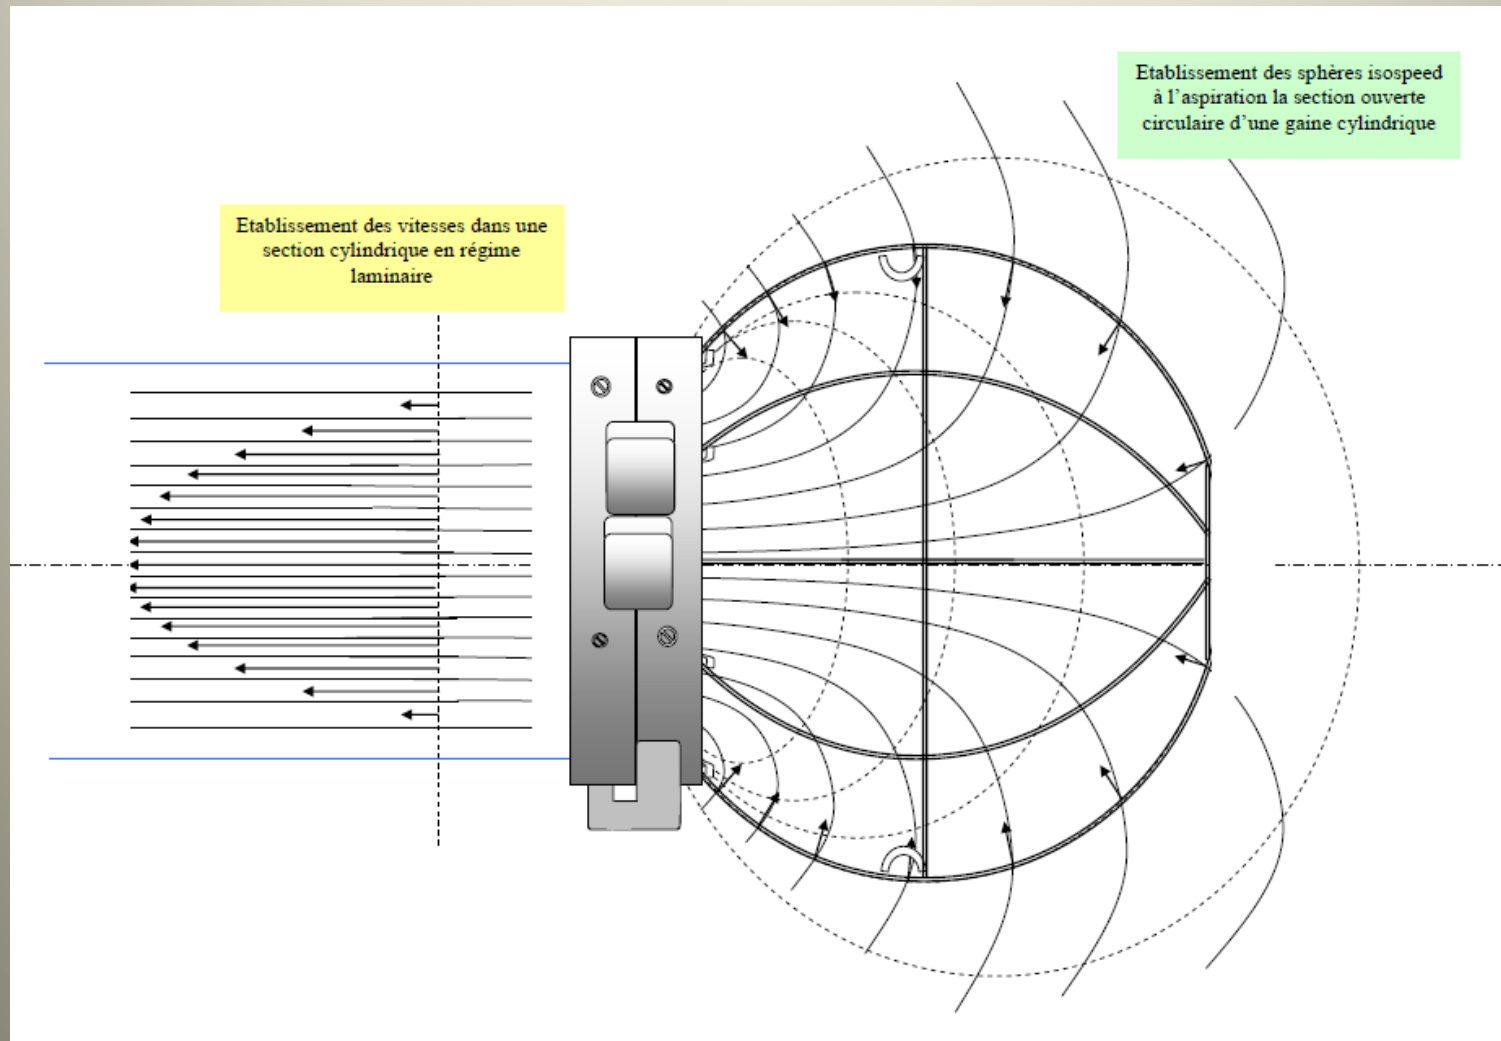 Etablissement des sphères isospeed
à l'aspiration la section ouverte
circulaire d'une gaine cylindrique
Etablissement des vitesses dans une
section cylindrique en régime
laminaire